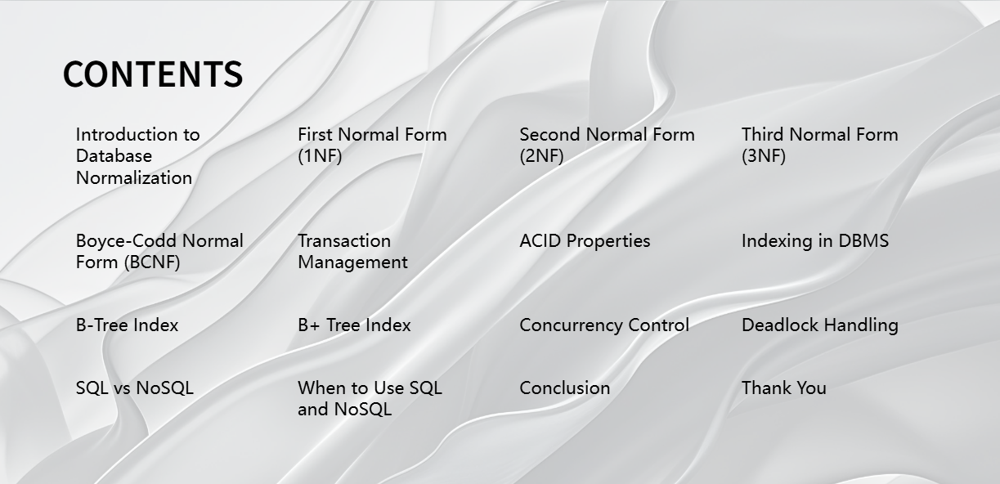 CONTENTS
Introduction to
Database
Normalization
First Normal Form
(1NF)
Second Normal Form
(2NF)
Third Normal Form
(3NF)
Boyce-Codd Normal
Form (BCNF)
Transaction
Management
ACID Properties
Indexing in DBMS
B-Tree Index
B+ Tree Index
Concurrency Control
Deadlock Handling
SQL vs NoSQL
When to Use SQL
and NoSQL
Conclusion
Thank You